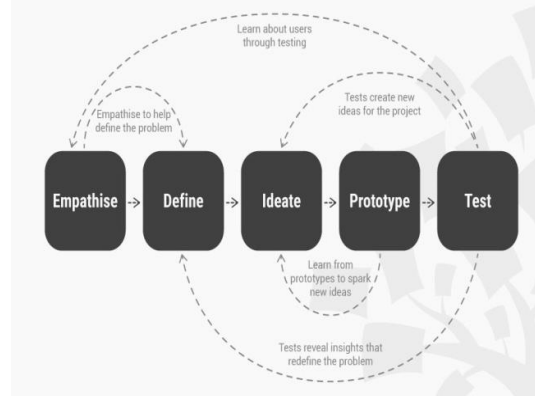 Learn about users
through testing
Empathise to help
define the problem
Tests create new
ideas for the project
Empathise
Define
Ideate
Prototype
Test
Learn from
prototypes to spark
new ideas
Tests reveal insights that
redefine the problem